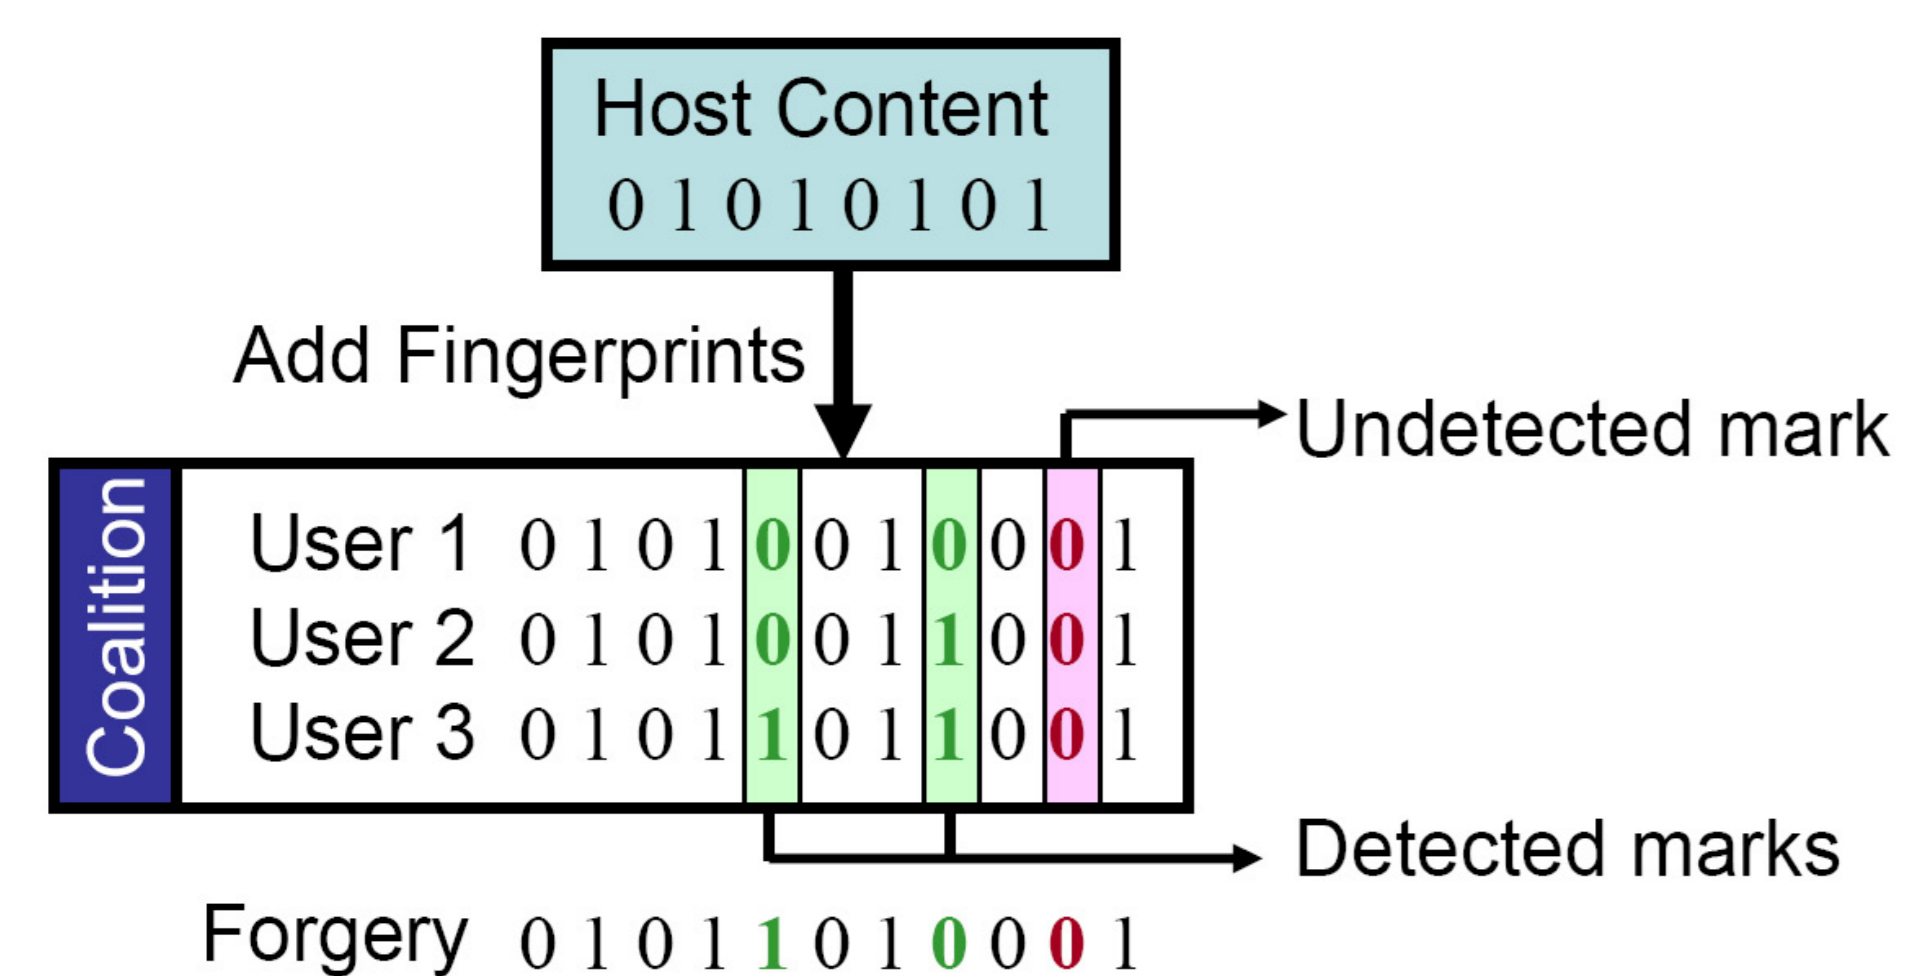 Host Content
0 1 0 1 0 1 0 1
Add Fingerprints
Undetected mark
Coalition
User 1 0 1 0 1 0 0 1 0 0 0 1
User 2 0 1 0 1 0 0 1 1 0 0 1
User 3 0 1 0 1 1 0 1 1 0 0 1
Detected marks
Forgery 0 1 0 1 1 0 1 0 0 0 1